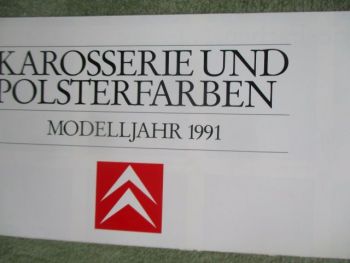 KAROSSERIE UND
POLSTERFARBEN
MODELLJAHR 1991